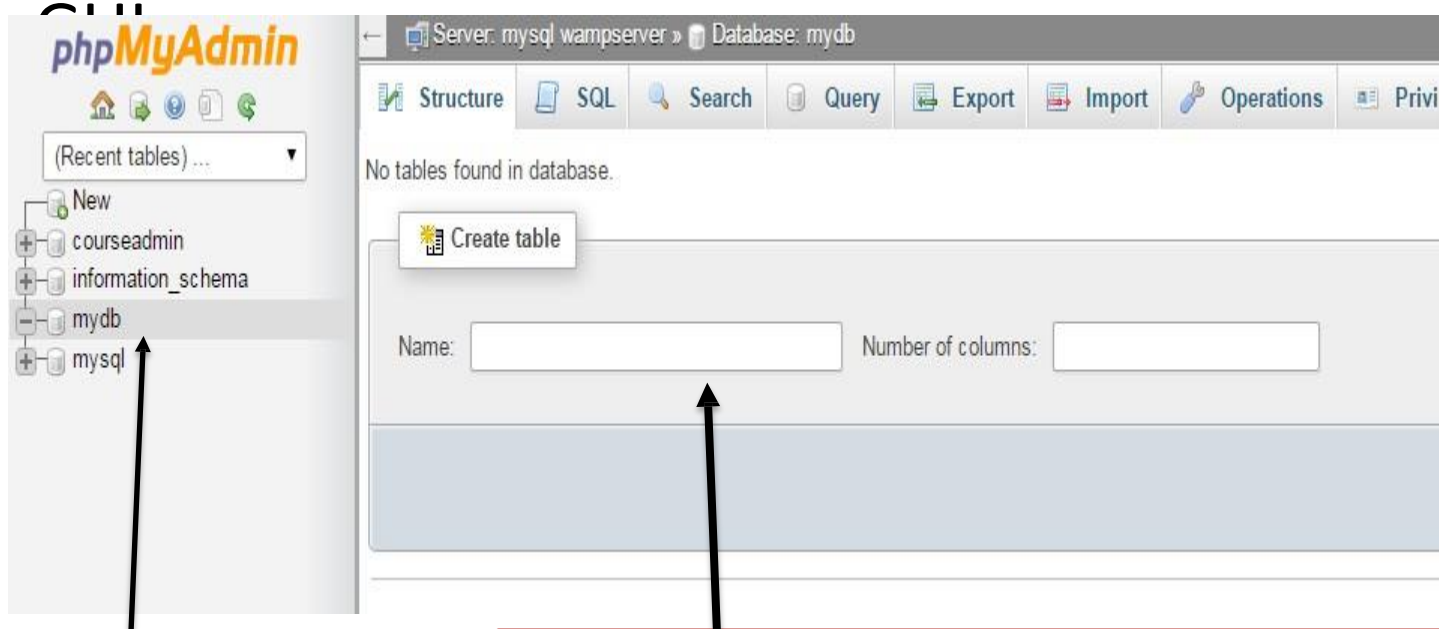 phpMyAdmin
(Recent tables) ...
New
courseadmin
information_schema
mydb
mysql
Server: mysql wampserver » Database: mydb
Structure SQL Search Query Export Import Operations
No tables found in database.
Create table
Name: Number of columns: